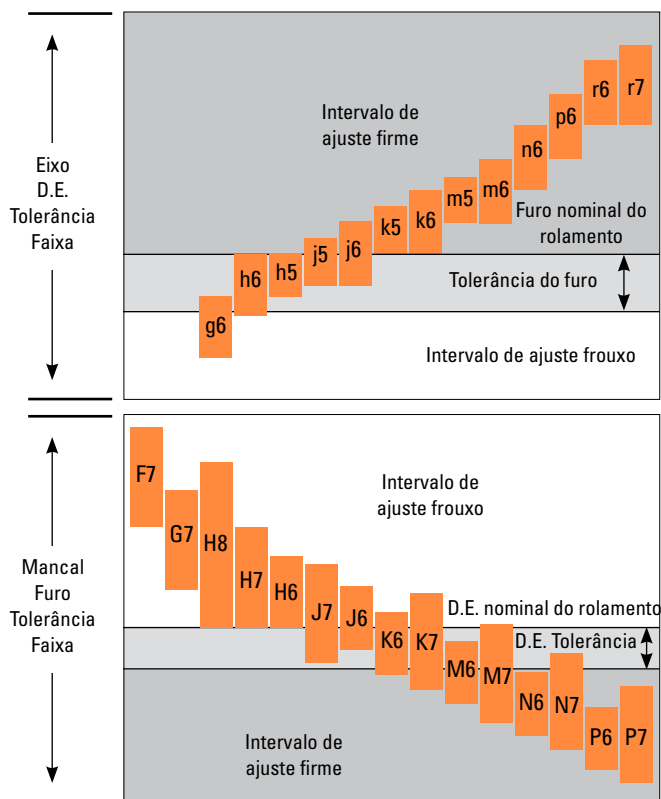 Eixo
D.E.
Tolerância
Faixa
Intervalo de
ajuste firme
Furo nominal do
rolamento
Tolerância do furo
Intervalo de ajuste frouxo
g6
h6
h5
j5
j6
k5
k6
m5
m6
n6
p6
r6
r7
Mancal
Furo
Tolerância
Faixa
Intervalo de
ajuste frouxo
D.E. nominal do rolamento
D.E. Tolerância
Intervalo de
ajuste firme
F7
G7
H8
H7
H6
J7
J6
K6
K7
M6
M7
N6
N7
P6
P7